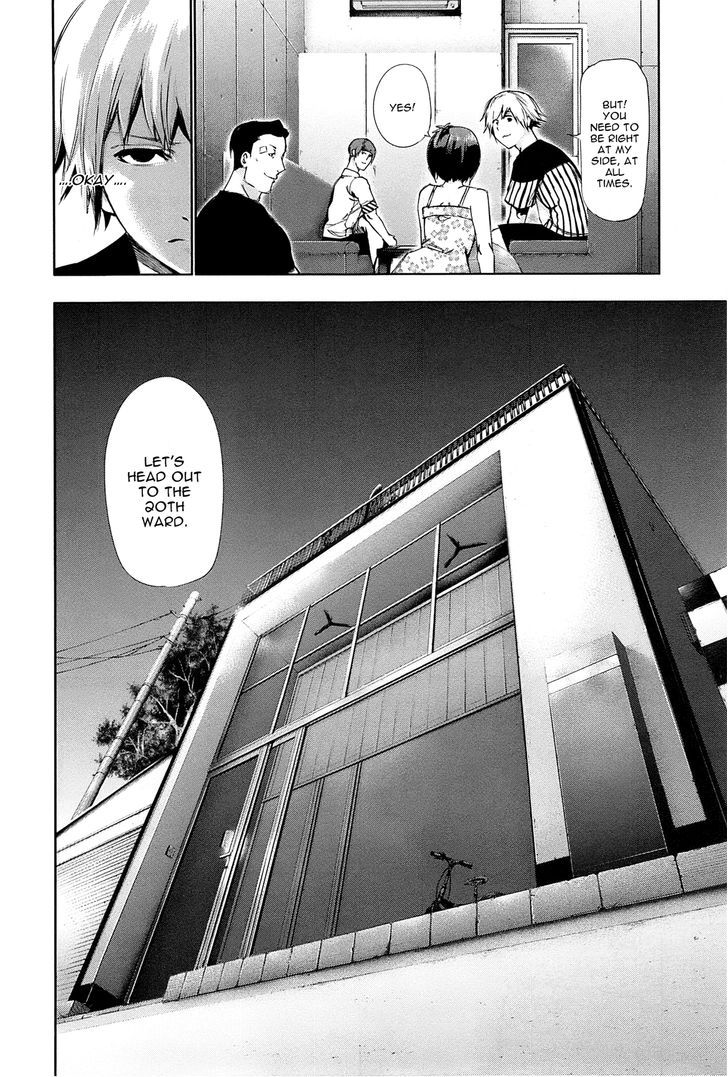 ....OKAY....
YES!
BUT!
YOU
NEED TO
BE RIGHT
AT MY
SIDE, AT
ALL
TIMES.
LET'S
HEAD OUT
TO THE
20TH
WARD.